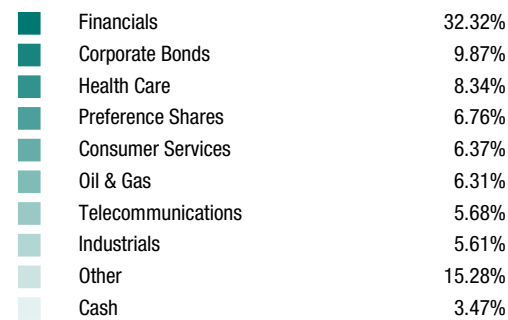 Financials 32.32%
Corporate Bonds 9.87%
Health Care 8.34%
Preference Shares 6.76%
Consumer Services 6.37%
Oil & Gas 6.31%
Telecommunications 5.68%
Industrials 5.61%
Other 15.28%
Cash 3.47%